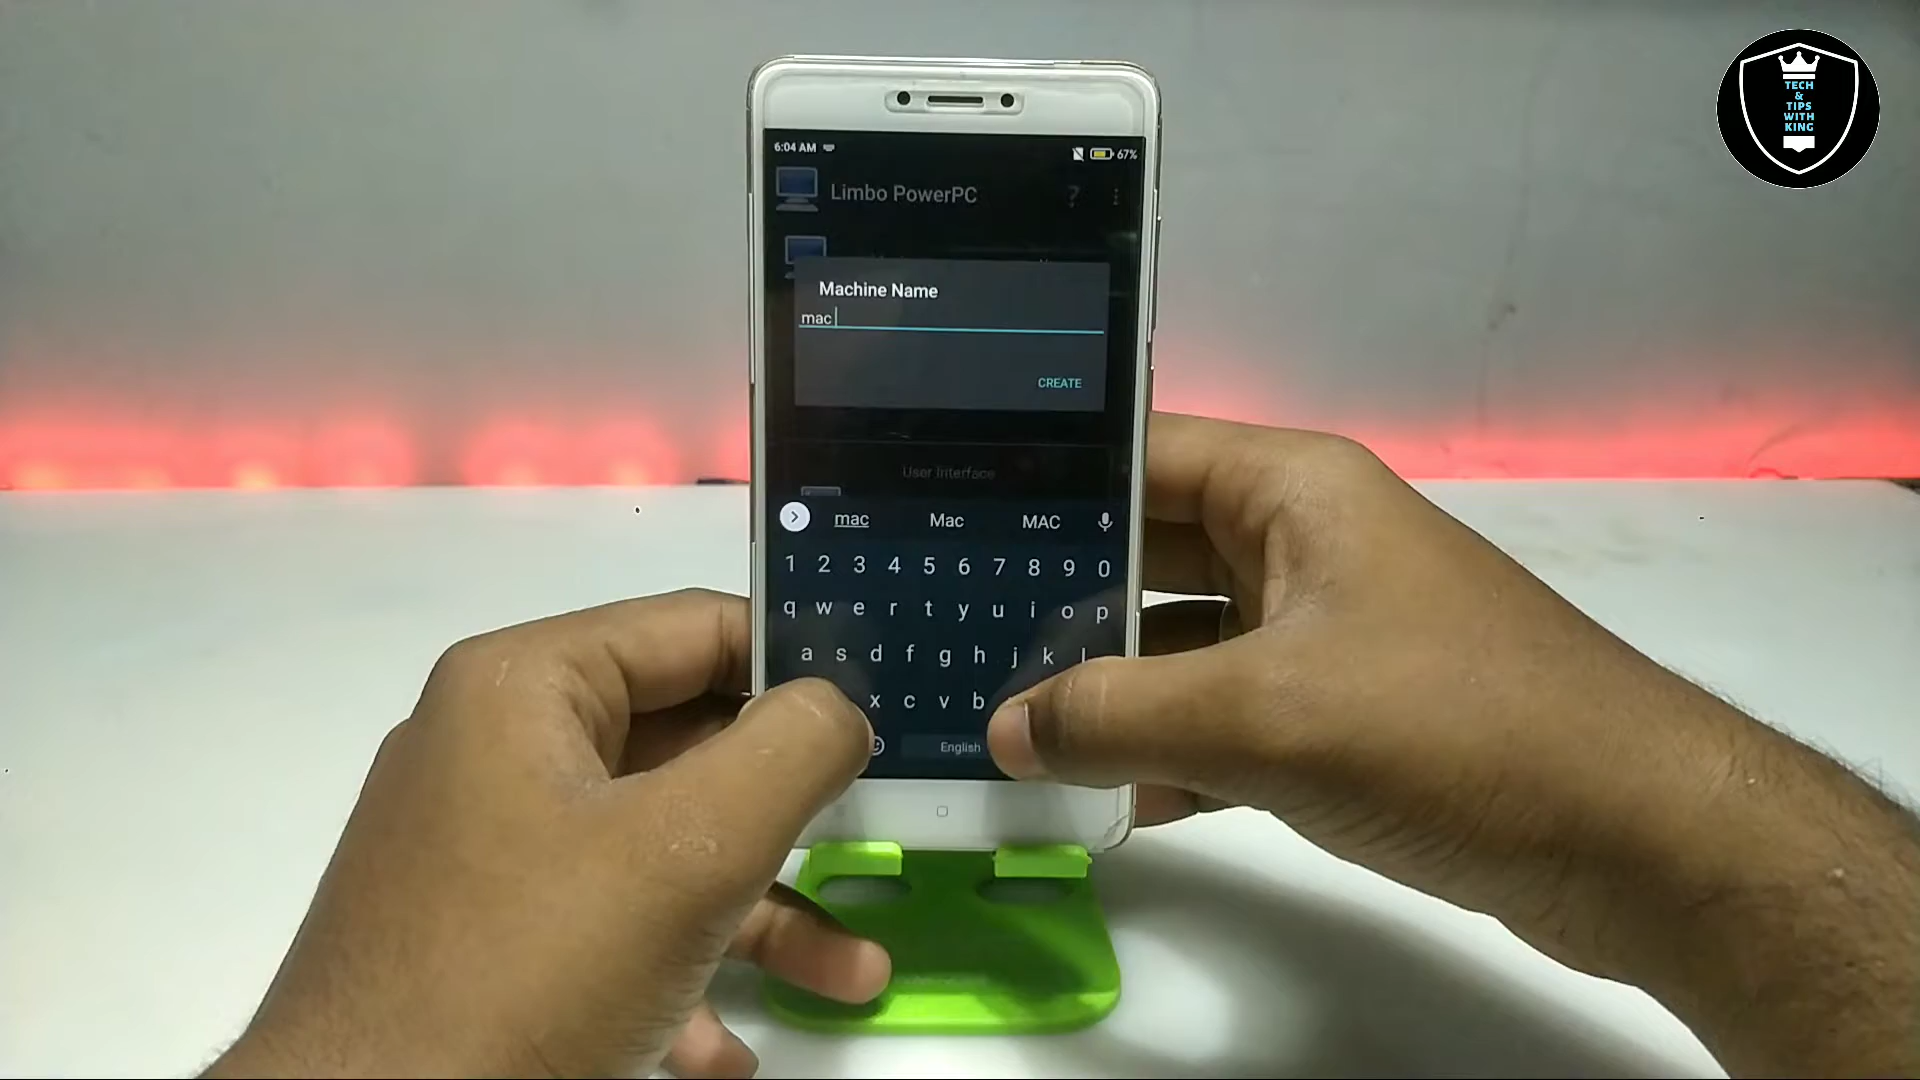 6:04 AM
67%
Limbo PowerPC
?
Machine Name
mac
CREATE
User Interface
mac Mac MAC
1 2 3 4 5 6 7 8 9 0
q w e r t y u i o p
a s d f g h j k l
x c v b
English
TECH
&
TIPS
WITH
KING